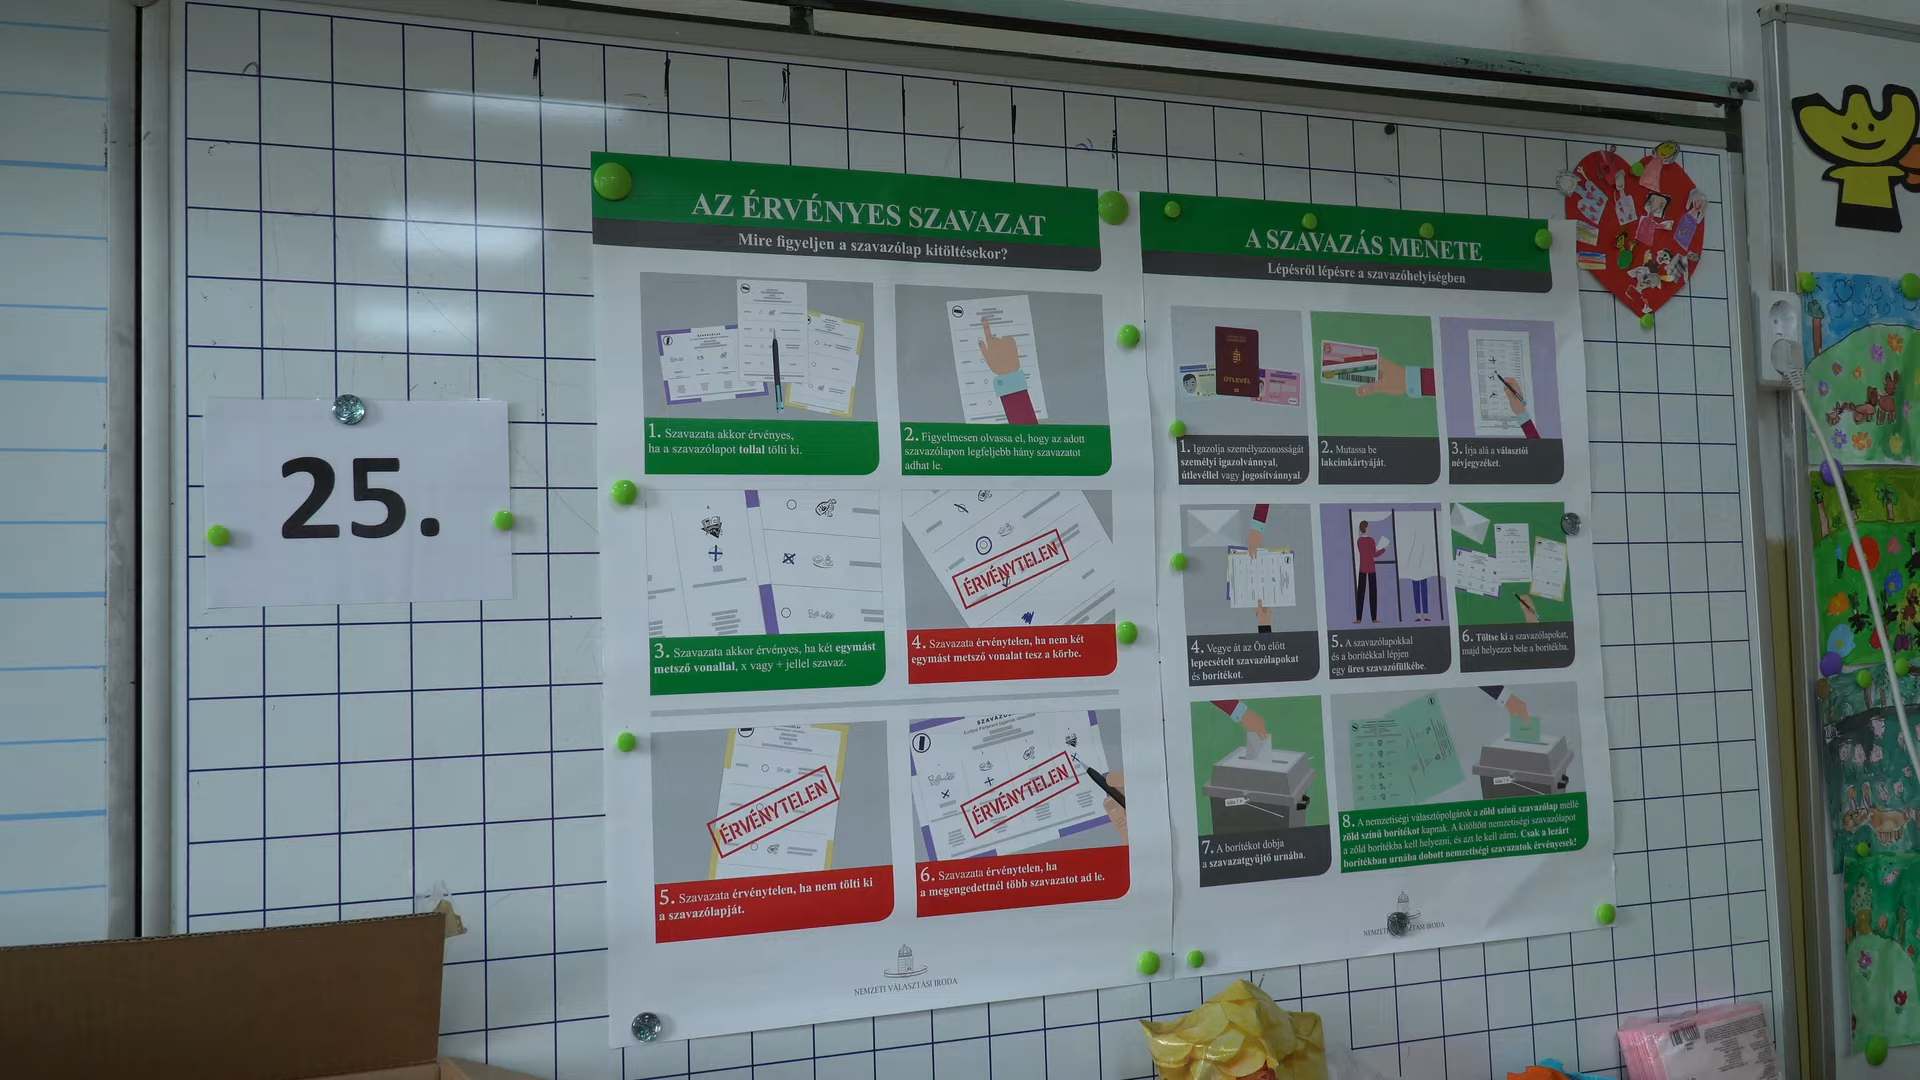 25.
AZ ÉRVÉNYES SZAVAZAT
Mire figyeljen a szavazólap kitöltésekor?
1. Szavazata akkor érvényes,
ha a szavazólapot tollal tölti ki.
2. Figyelmesen olvassa el, hogy az adott
szavazólapon legfeljebb hány szavazatot
adhat le.
3. Szavazata akkor érvényes, ha két egymást
metsző vonallal, x vagy + jellel szavaz.
ÉRVÉNYTELEN
4. Szavazata érvénytelen, ha nem két
egymást metsző vonalat tesz a körbe.
ÉRVÉNYTELEN
5. Szavazata érvénytelen, ha nem tölti ki
a szavazólapját.
ÉRVÉNYTELEN
6. Szavazata érvénytelen, ha
a megengedettnél több szavazatot ad le.
NEMZETI VÁLASZTÁSI IRODA
A SZAVAZÁS MENETE
Lépésről lépésre a szavazóhelyiségben
ÚTLEVÉL
1. Igazolja személyazonosságát
személyi igazolvánnyal,
útlevéllel vagy jogosítvánnyal.
2. Mutassa be
lakcímkártyáját.
3. Írja alá a választói
névjegyzéket.
4. Vegye át az Ön előtt
lepecsételt szavazólapokat
és borítékot.
5. A szavazólapokkal
és a borítékkal lépjen
egy üres szavazófülkébe.
6. Töltse ki a szavazólapokat,
majd helyezze bele a borítékba.
7. A borítékot dobja
a szavazatgyűjtő urnába.
8. A nemzetiségi választópolgárok a zöld színű szavazólap mellé
zöld színű borítékot kapnak. A kitöltött nemzetiségi szavazólapot
a zöld borítékba kell helyezni, és azt le kell zárni. Csak a lezárt
borítékban urnába dobott nemzetiségi szavazatok érvényesek!
IRODA